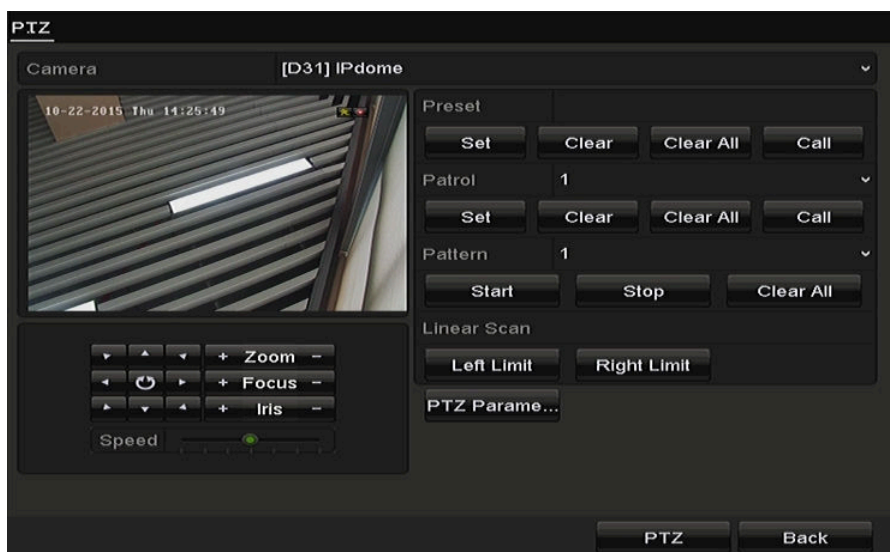 PTZ
Camera [D31] IPdome
10-22-2015 Thu 14:25:49
Preset
Set Clear Clear All Call
Patrol 1
Set Clear Clear All Call
Pattern 1
Start Stop Clear All
Linear Scan
Left Limit Right Limit
PTZ Parame...
+ Zoom −
+ Focus −
+ Iris −
Speed
PTZ Back